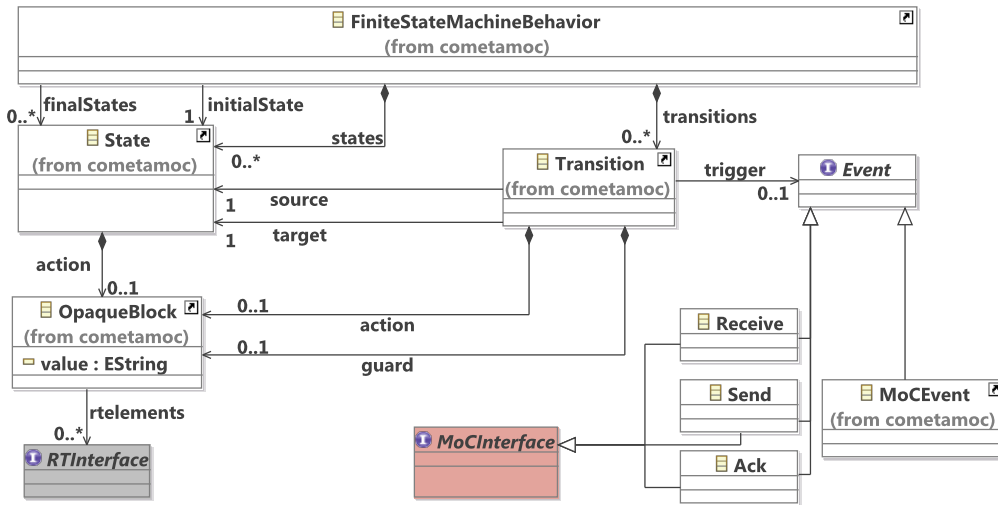 FiniteStateMachineBehavior
(from cometamoc)
finalStates
initialState
0..*
1
states
0..*
transitions
0..*
State
(from cometamoc)
Transition
(from cometamoc)
trigger
0..1
Event
source
1
target
1
action
0..1
OpaqueBlock
(from cometamoc)
value : EString
0..1
action
0..1
guard
Receive
Send
Ack
MoCEvent
(from cometamoc)
rtelements
0..*
RTInterface
MoCInterface